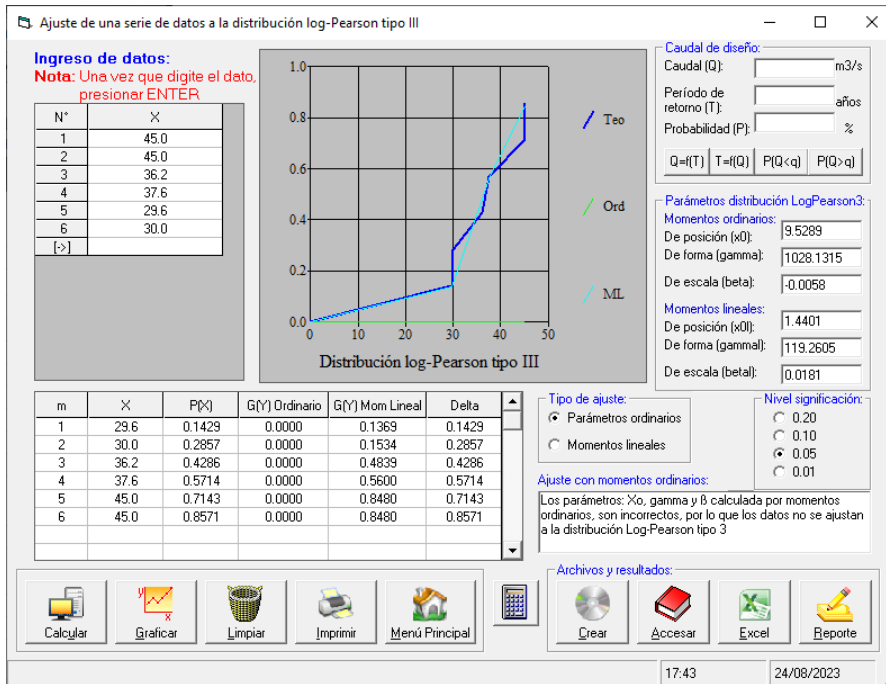 Ajuste de una serie de datos a la distribución log-Pearson tipo III
Ingreso de datos:
Nota: Una vez que digite el dato,
presionar ENTER
N° X
1 45.0
2 45.0
3 36.2
4 37.6
5 29.6
6 30.0
[->]
1.0
0.8
0.6
0.4
0.2
0.0
0 10 20 30 40 50
Distribución log-Pearson tipo III
Teo
Ord
ML
Caudal de diseño:
Caudal (Q): m3/s
Período de
retorno (T): años
Probabilidad (P): %
Q=f(T) T=f(Q) P(Q<q) P(Q>q)
Parámetros distribución LogPearson3:
Momentos ordinarios:
De posición (x0): 9.5289
De forma (gamma): 1028.1315
De escala (beta): -0.0058
Momentos lineales:
De posición (x0l): 1.4401
De forma (gammal): 119.2605
De escala (betal): 0.0181
m X P(X) G(Y) Ordinario G(Y) Mom Lineal Delta
1 29.6 0.1429 0.0000 0.1369 0.1429
2 30.0 0.2857 0.0000 0.1534 0.2857
3 36.2 0.4286 0.0000 0.4839 0.4286
4 37.6 0.5714 0.0000 0.5600 0.5714
5 45.0 0.7143 0.0000 0.8480 0.7143
6 45.0 0.8571 0.0000 0.8480 0.8571
Tipo de ajuste:
Parámetros ordinarios
Momentos lineales
Nivel significación:
0.20
0.10
0.05
0.01
Ajuste con momentos ordinarios:
Los parámetros: Xo, gamma y ß calculada por momentos
ordinarios, son incorrectos, por lo que los datos no se ajustan
a la distribución Log-Pearson tipo 3
Archivos y resultados:
Calcular Graficar Limpiar Imprimir Menú Principal Crear Accesar Excel Reporte
17:43 24/08/2023